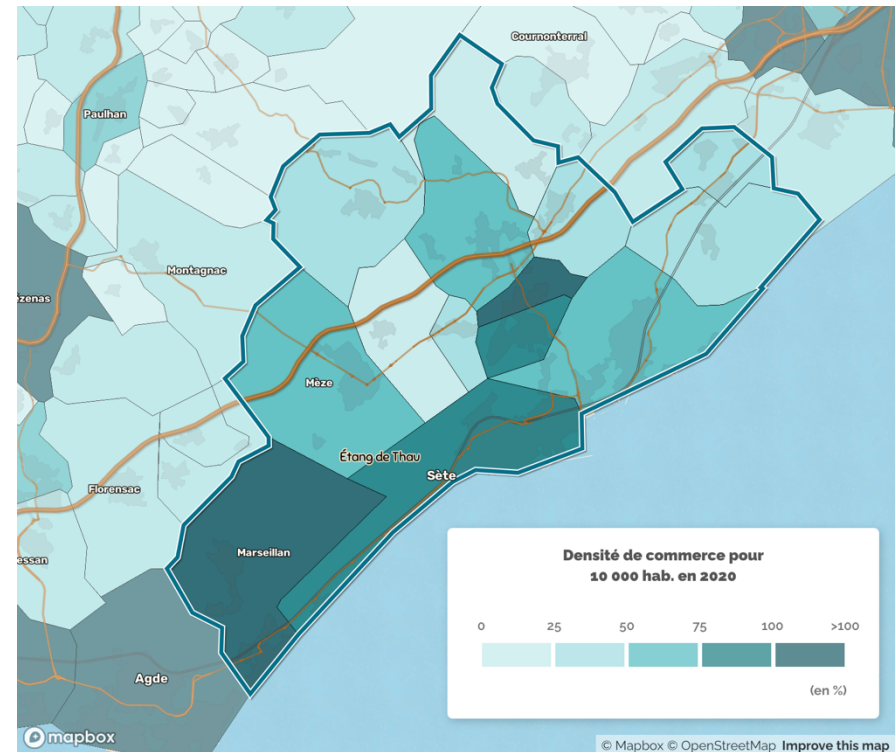 Cournonterral
Paulhan
Montagnac
ézenas
Mèze
Étang de Thau
Sète
Florensac
essan
Marseillan
Agde
Densité de commerce pour
10 000 hab. en 2020
0 25 50 75 100 >100
(en %)
mapbox
© Mapbox © OpenStreetMap Improve this map